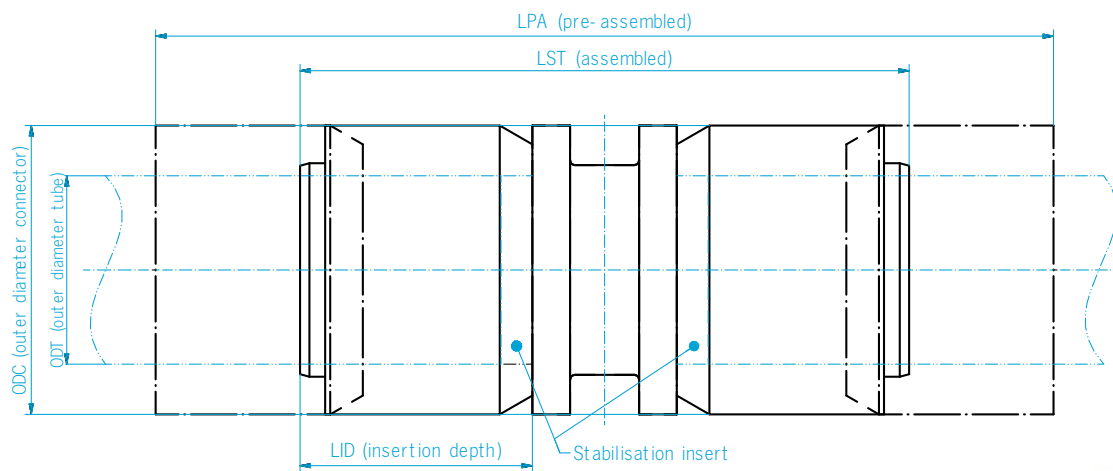 LPA (pre-assembled)
LST (assembled)
ODC (outer diameter connector)
ODT (outer diameter tube)
LID (insertion depth)
Stabilisation insert